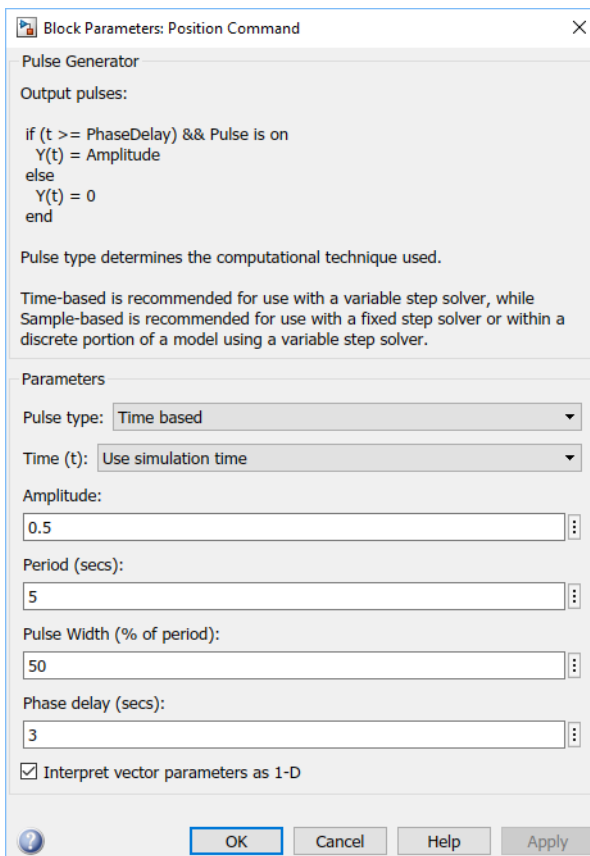 Block Parameters: Position Command
Pulse Generator
Output pulses:
if (t >= PhaseDelay) && Pulse is on
Y(t) = Amplitude
else
Y(t) = 0
end
Pulse type determines the computational technique used.
Time-based is recommended for use with a variable step solver, while
Sample-based is recommended for use with a fixed step solver or within a
discrete portion of a model using a variable step solver.
Parameters
Pulse type: Time based
Time (t): Use simulation time
Amplitude:
0.5
Period (secs):
5
Pulse Width (% of period):
50
Phase delay (secs):
3
Interpret vector parameters as 1-D
? OK Cancel Help Apply